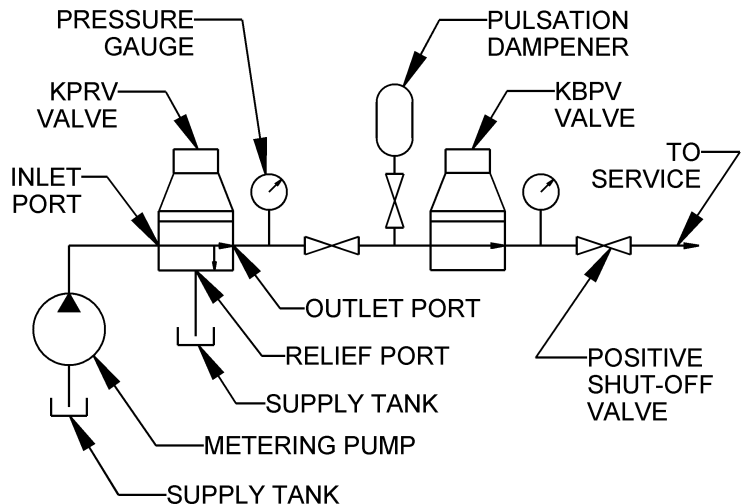 PRESSURE
GAUGE
PULSATION
DAMPENER
KPRV
VALVE
KBPV
VALVE
TO
SERVICE
INLET
PORT
OUTLET PORT
RELIEF PORT
POSITIVE
SHUT-OFF
VALVE
SUPPLY TANK
METERING PUMP
SUPPLY TANK